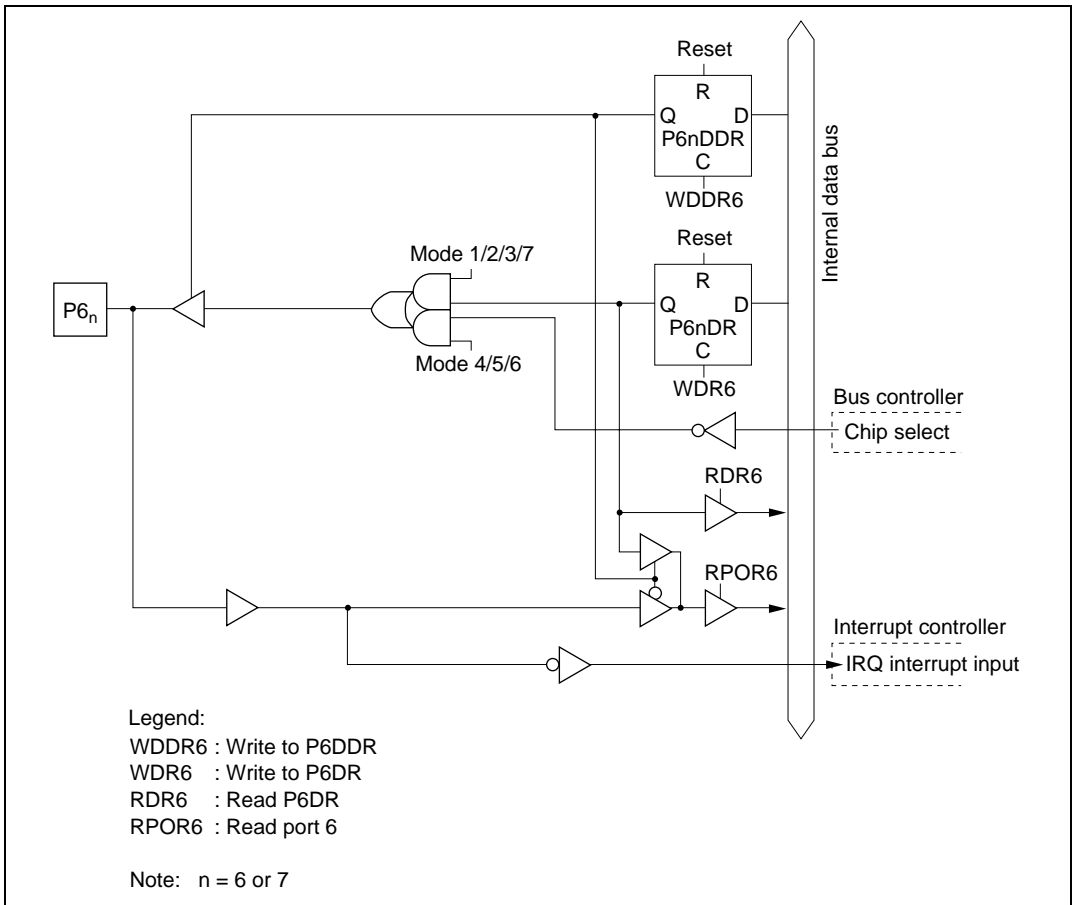 Reset
R
Q D
P6nDDR
C
WDDR6
Internal data bus
Reset
Mode 1/2/3/7
R
Q D
P6nDR
C
WDR6
P6n
Mode 4/5/6
Bus controller
Chip select
RDR6
RPOR6
Interrupt controller
IRQ interrupt input
Legend:
WDDR6 : Write to P6DDR
WDR6 : Write to P6DR
RDR6 : Read P6DR
RPOR6 : Read port 6
Note: n = 6 or 7